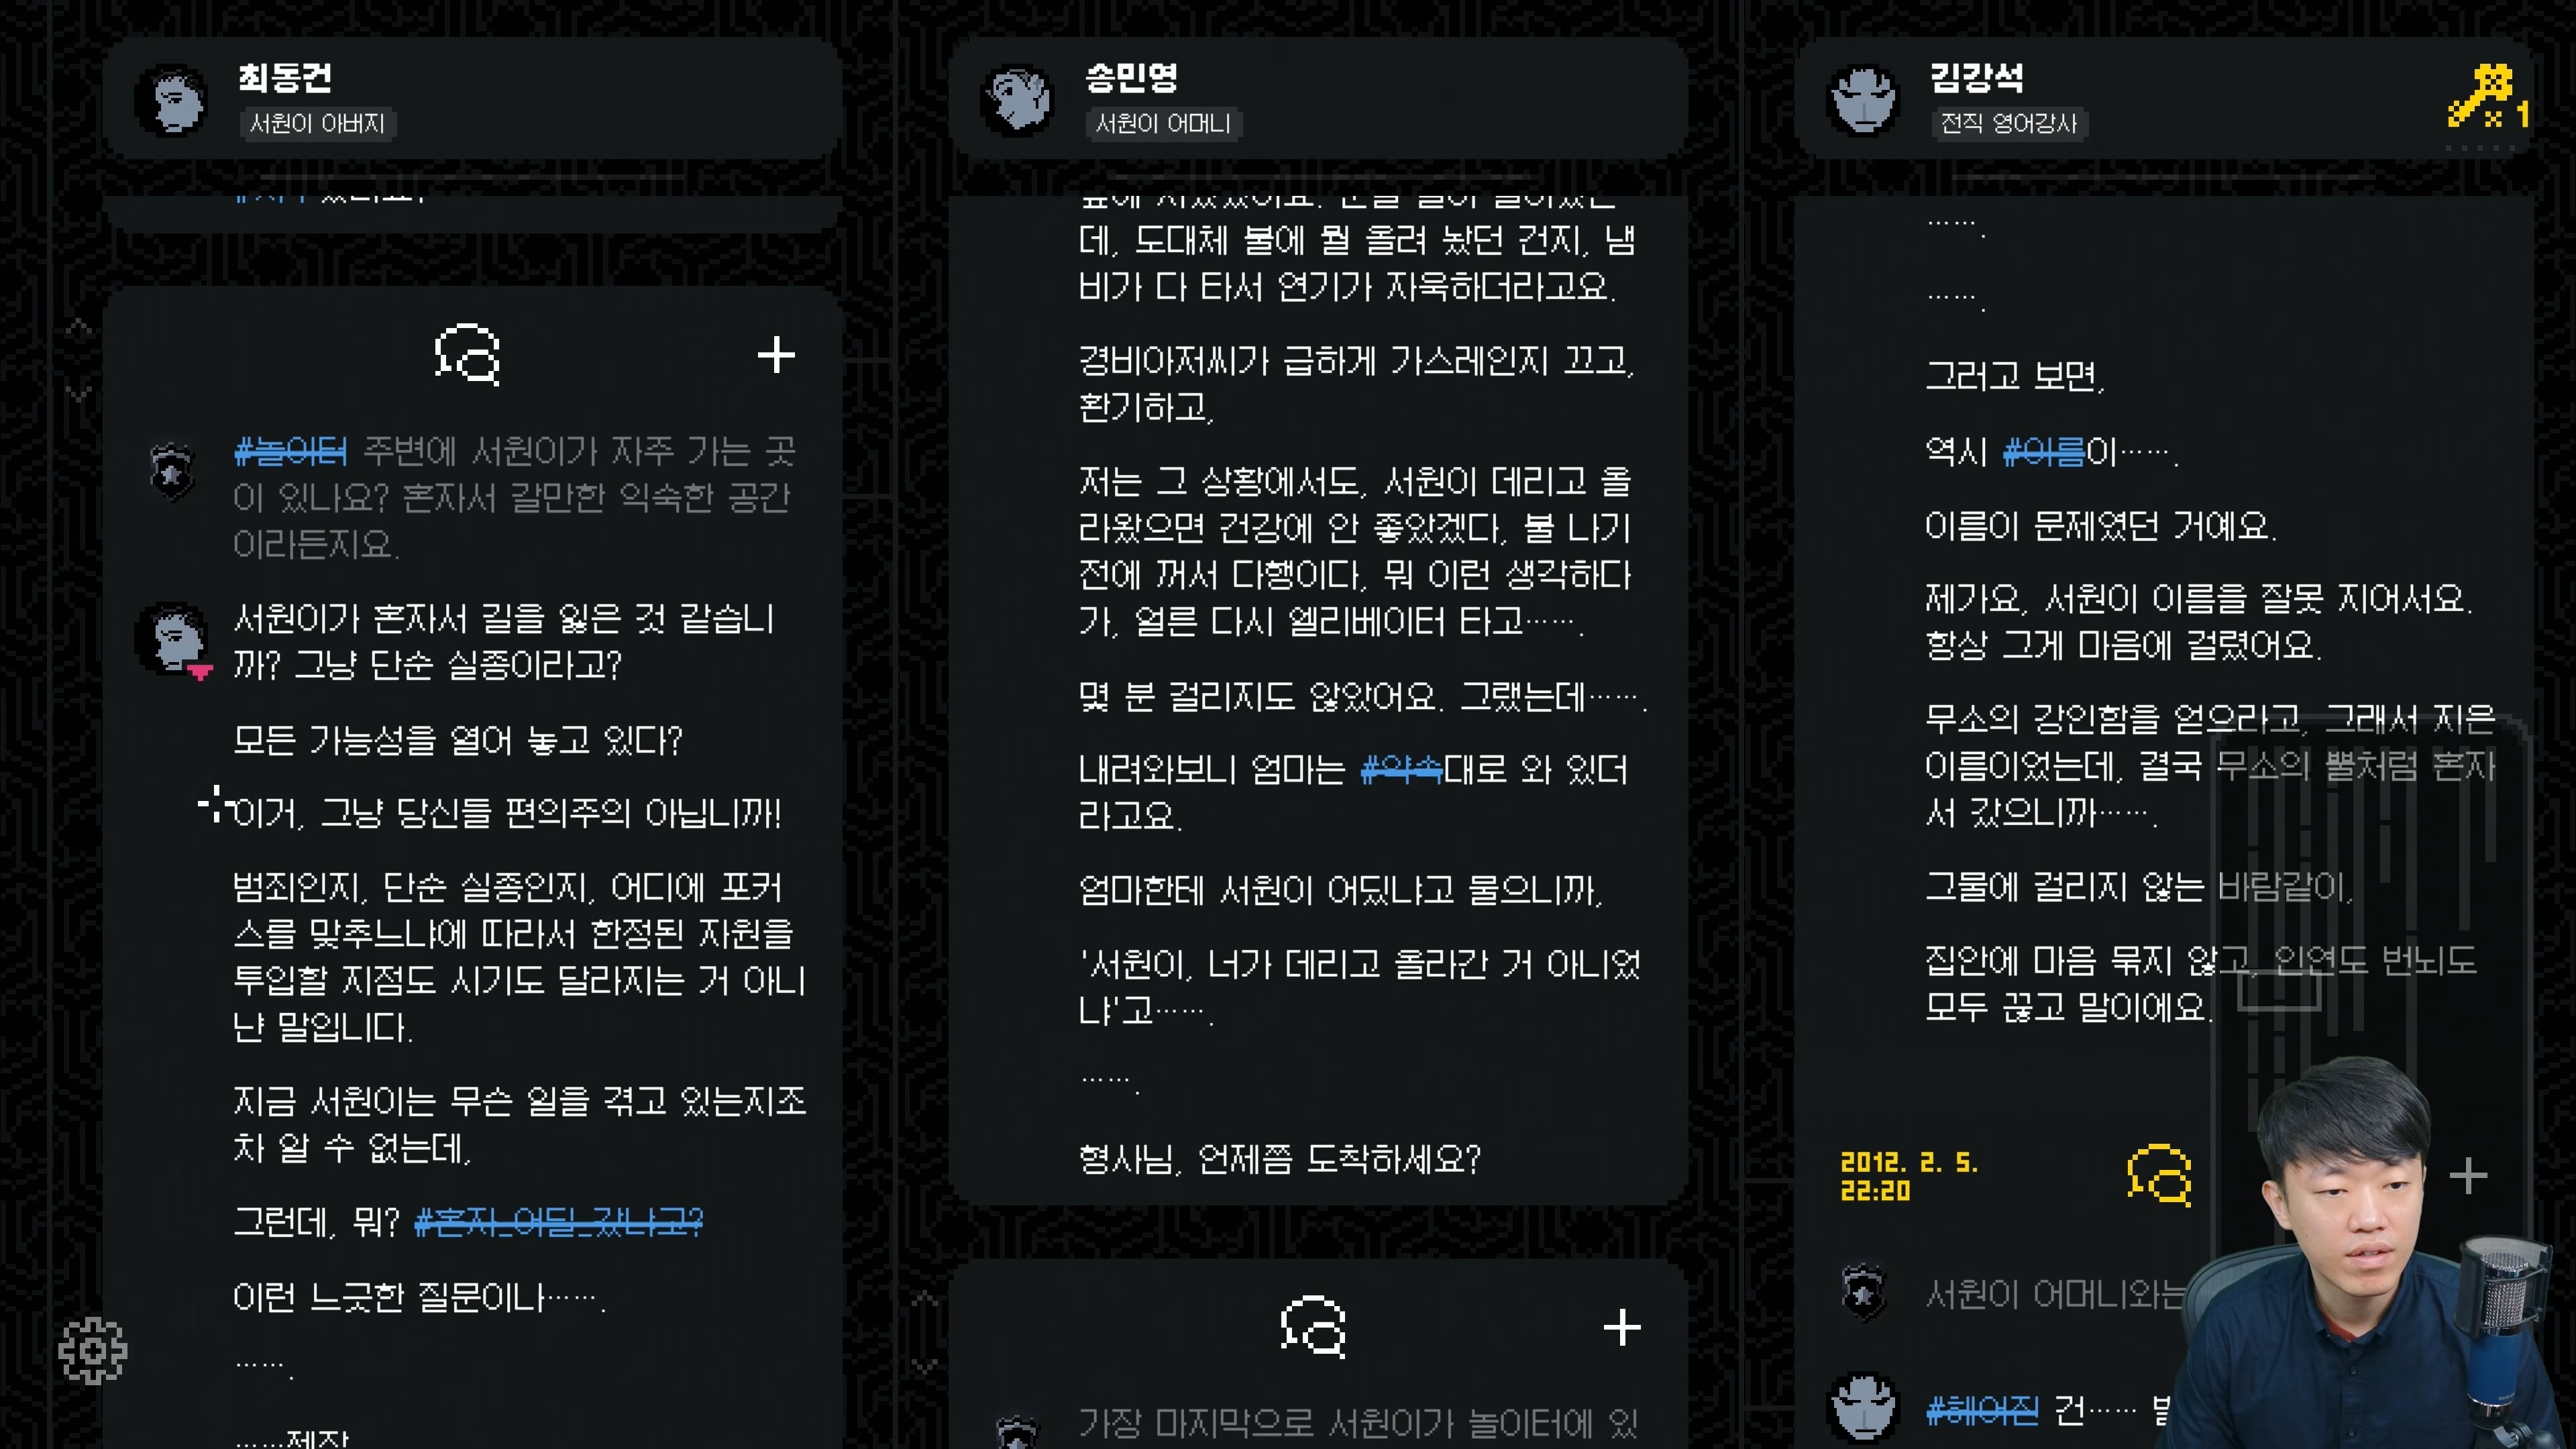 최동건
서원이 아버지
#놀이터 주변에 서원이가 자주 가는 곳
이 있나요? 혼자서 갈만한 익숙한 공간
이라든지요.
서원이가 혼자서 길을 잃은 것 같습니
까? 그냥 단순 실종이라고?
모든 가능성을 열어 놓고 있다?
이거, 그냥 당신들 편의주의 아닙니까!
범죄인지, 단순 실종인지, 어디에 포커
스를 맞추느냐에 따라서 한정된 자원을
투입할 지점도 시기도 달라지는 거 아니
냔 말입니다.
지금 서원이는 무슨 일을 겪고 있는지조
차 알 수 없는데,
그런데, 뭐? #혼자_어딜_갔냐고?
이런 느긋한 질문이나…….
…….
……제장
송민영
서원이 어머니
데, 도대체 불에 뭘 올려 놨던 건지, 냄
비가 다 타서 연기가 자욱하더라고요.
경비아저씨가 급하게 가스레인지 끄고,
환기하고,
저는 그 상황에서도, 서원이 데리고 올
라왔으면 건강에 안 좋았겠다, 불 나기
전에 꺼서 다행이다, 뭐 이런 생각하다
가, 얼른 다시 엘리베이터 타고…….
몇 분 걸리지도 않았어요. 그랬는데…….
내려와보니 엄마는 #약속대로 와 있더
라고요.
엄마한테 서원이 어딨냐고 물으니까,
'서원이, 너가 데리고 올라간 거 아니었
냐'고…….
…….
형사님, 언제쯤 도착하세요?
가장 마지막으로 서원이가 놀이터에 있
김강석
전직 영어강사
x 1
…….
…….
그러고 보면,
역시 #이름이…….
이름이 문제였던 거예요.
제가요, 서원이 이름을 잘못 지어서요.
항상 그게 마음에 걸렸어요.
무소의 강인함을 얻으라고, 그래서 지은
이름이었는데, 결국 무소의 뿔처럼 혼자
서 갔으니까…….
그물에 걸리지 않는 바람같이,
집안에 마음 묶지 않고, 인연도 번뇌도
모두 끊고 말이에요.
2012. 2. 5.
22:20
서원이 어머니와는
#헤어진 건……